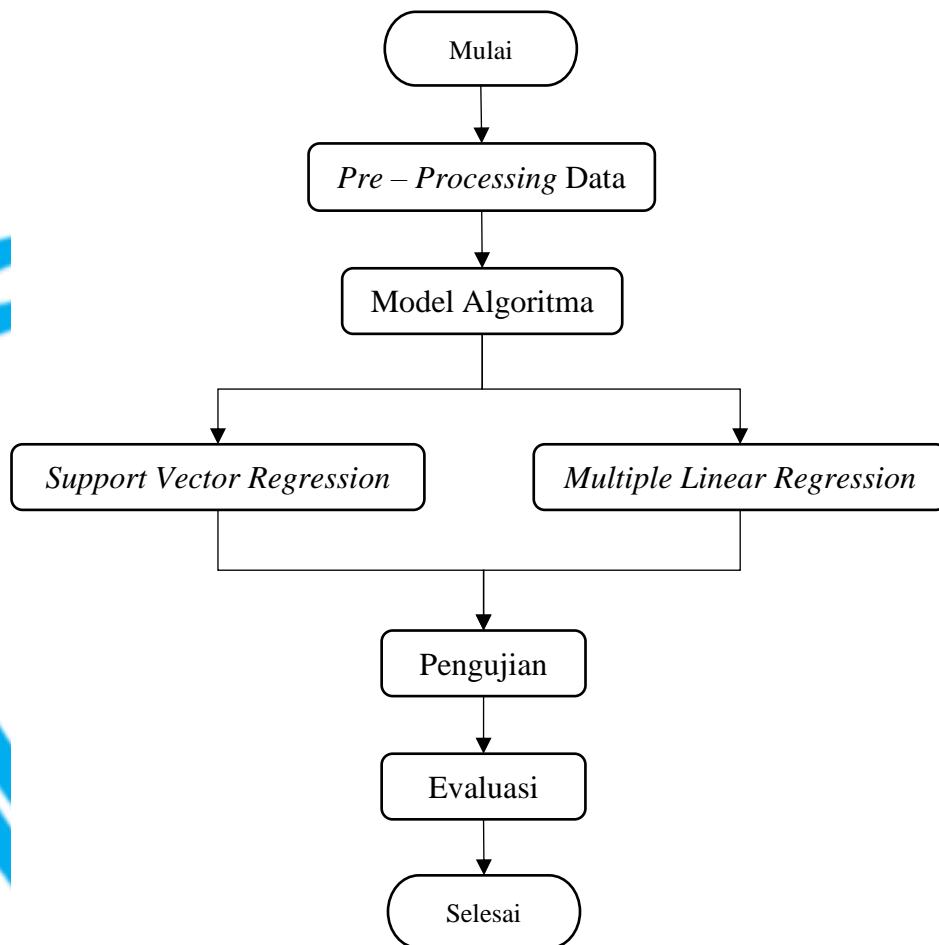 Mulai
Pre – Processing Data
Model Algoritma
Support Vector Regression
Multiple Linear Regression
Pengujian
Evaluasi
Selesai